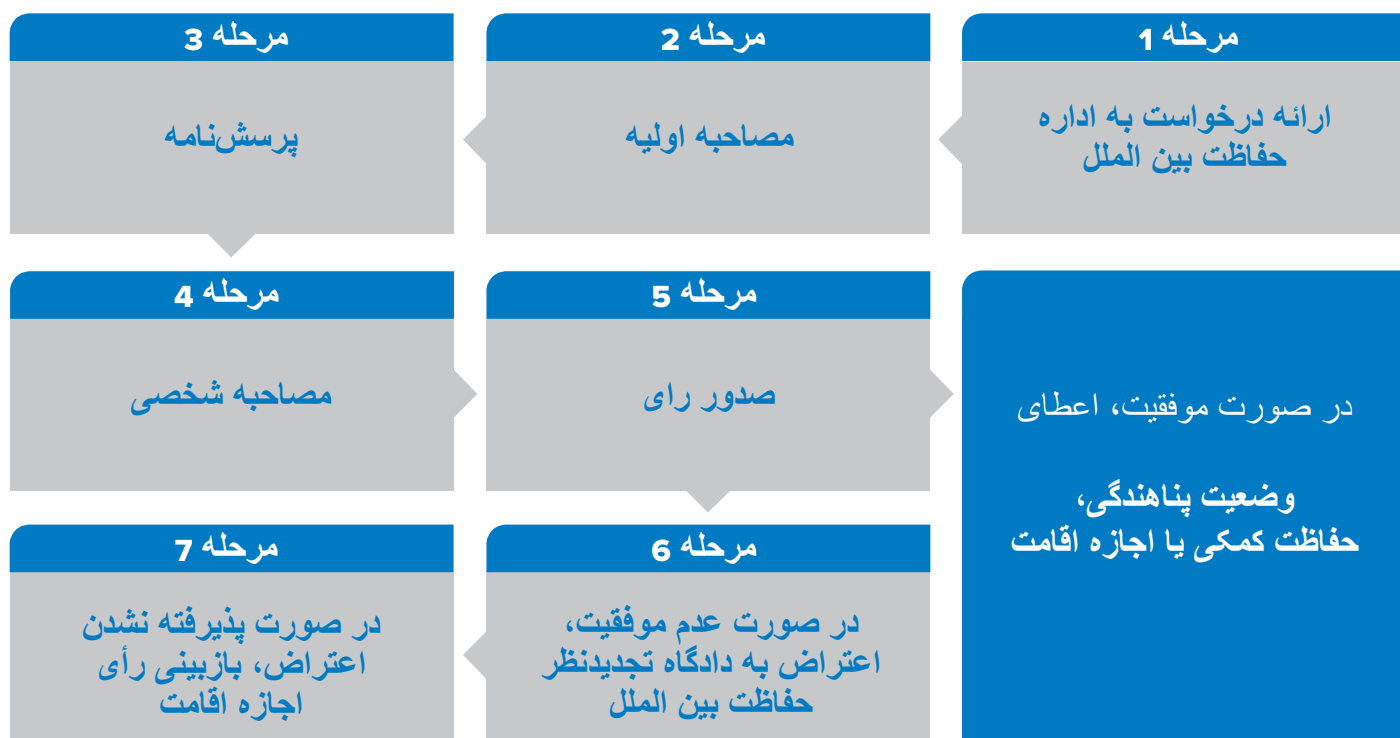 مرحله 1
ارائه درخواست به اداره
حفاظت بین الملل
مرحله 2
مصاحبه اولیه
مرحله 3
پرسش‌نامه
مرحله 4
مصاحبه شخصی
مرحله 5
صدور رای
در صورت موفقیت، اعطای
وضعیت پناهندگی،
حفاظت کمکی یا اجازه اقامت
مرحله 6
در صورت عدم موفقیت،
اعتراض به دادگاه تجدیدنظر
حفاظت بین الملل
مرحله 7
در صورت پذیرفته نشدن
اعتراض، بازبینی رأی
اجازه اقامت